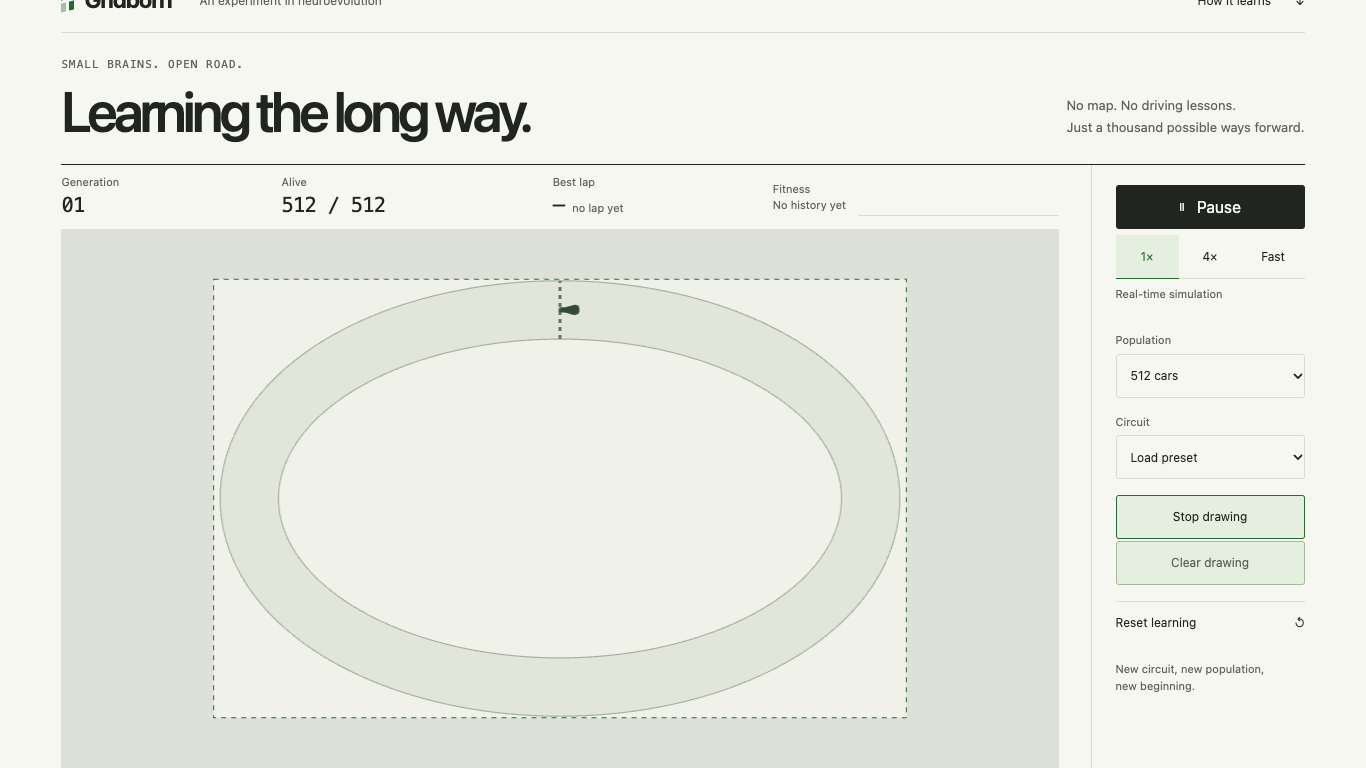 Gridborn
An experiment in neuroevolution
How it learns ↓
SMALL BRAINS. OPEN ROAD.
Learning the long way.
No map. No driving lessons.
Just a thousand possible ways forward.
Generation
01
Alive
512 / 512
Best lap
— no lap yet
Fitness
No history yet
Pause
1× 4× Fast
Real-time simulation
Population
512 cars
Circuit
Load preset
Stop drawing
Clear drawing
Reset learning
New circuit, new population,
new beginning.